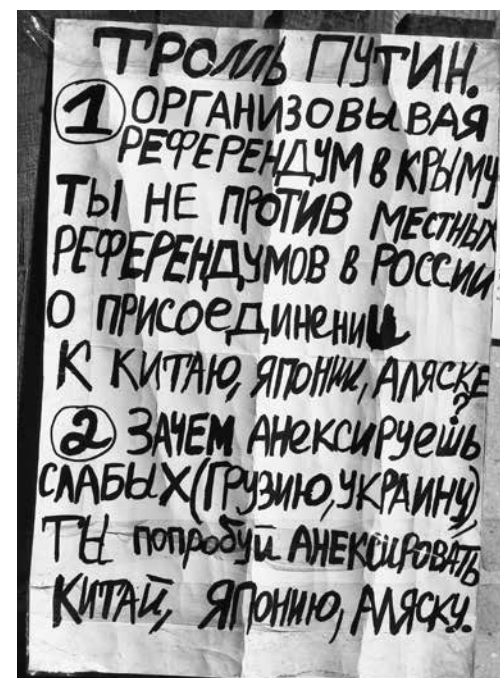 ТРОЛЛЬ ПУТИН.
1 ОРГАНИЗОВЫВАЯ
РЕФЕРЕНДУМ В КРЫМУ
ТЫ НЕ ПРОТИВ МЕСТНЫХ
РЕФЕРЕНДУМОВ В РОССИИ
О ПРИСОЕДИНЕНИИ
К КИТАЮ, ЯПОНИИ, АЛЯСКЕ
?
2 ЗАЧЕМ АНЕКСИРУЕШЬ
СЛАБЫХ (ГРУЗИЮ, УКРАИНУ),
ТЫ попробуй АНЕКСИРОВАТЬ
КИТАЙ, ЯПОНИЮ, АЛЯСКУ.